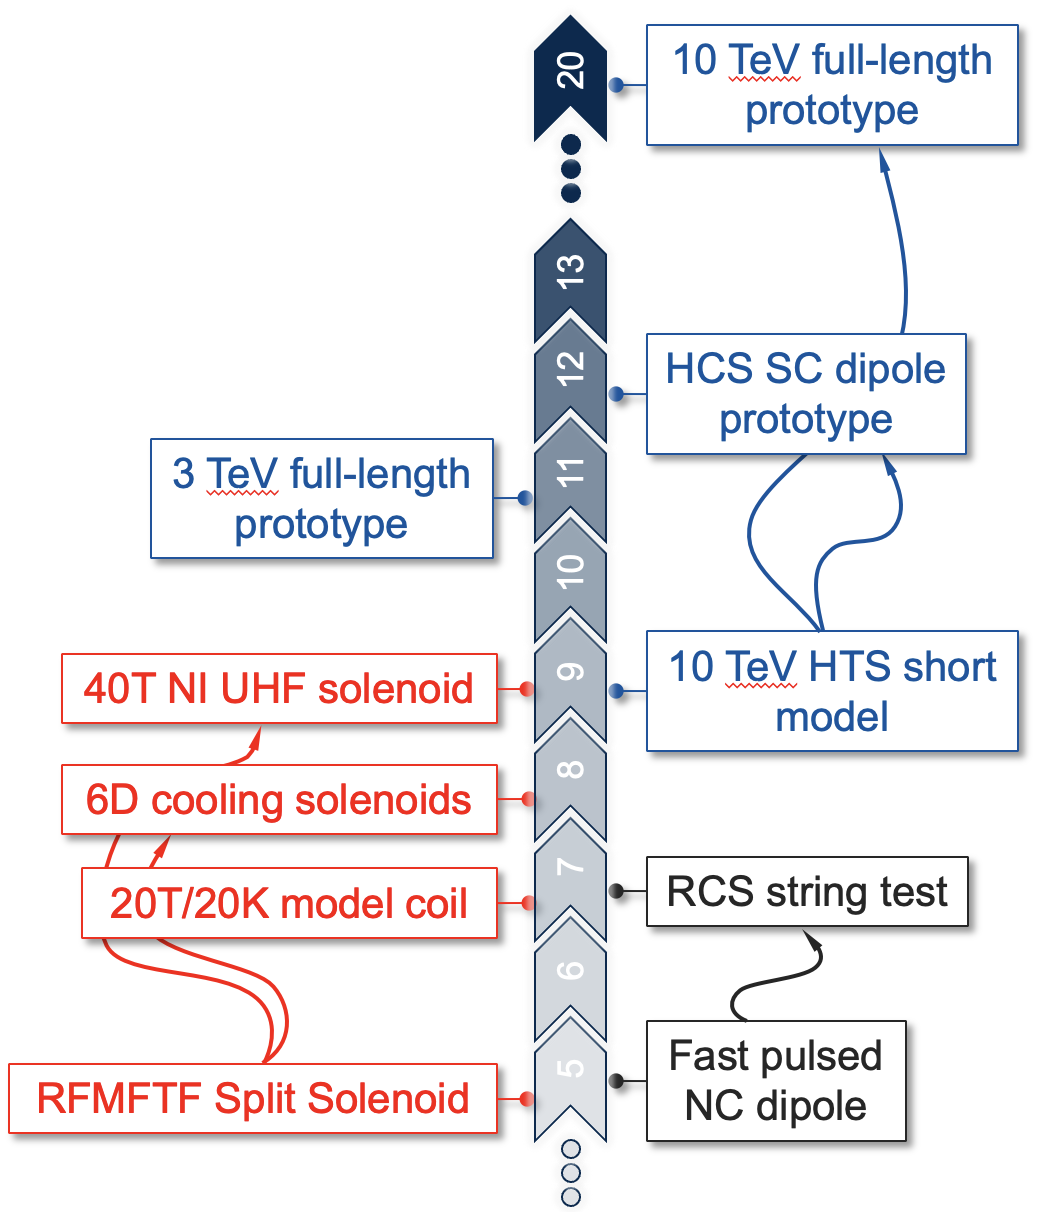 20
10 TeV full-length
prototype
13
12
HCS SC dipole
prototype
11
3 TeV full-length
prototype
10
9
40T NI UHF solenoid
10 TeV HTS short
model
8
6D cooling solenoids
7
20T/20K model coil
RCS string test
6
5
RFMFTF Split Solenoid
Fast pulsed
NC dipole